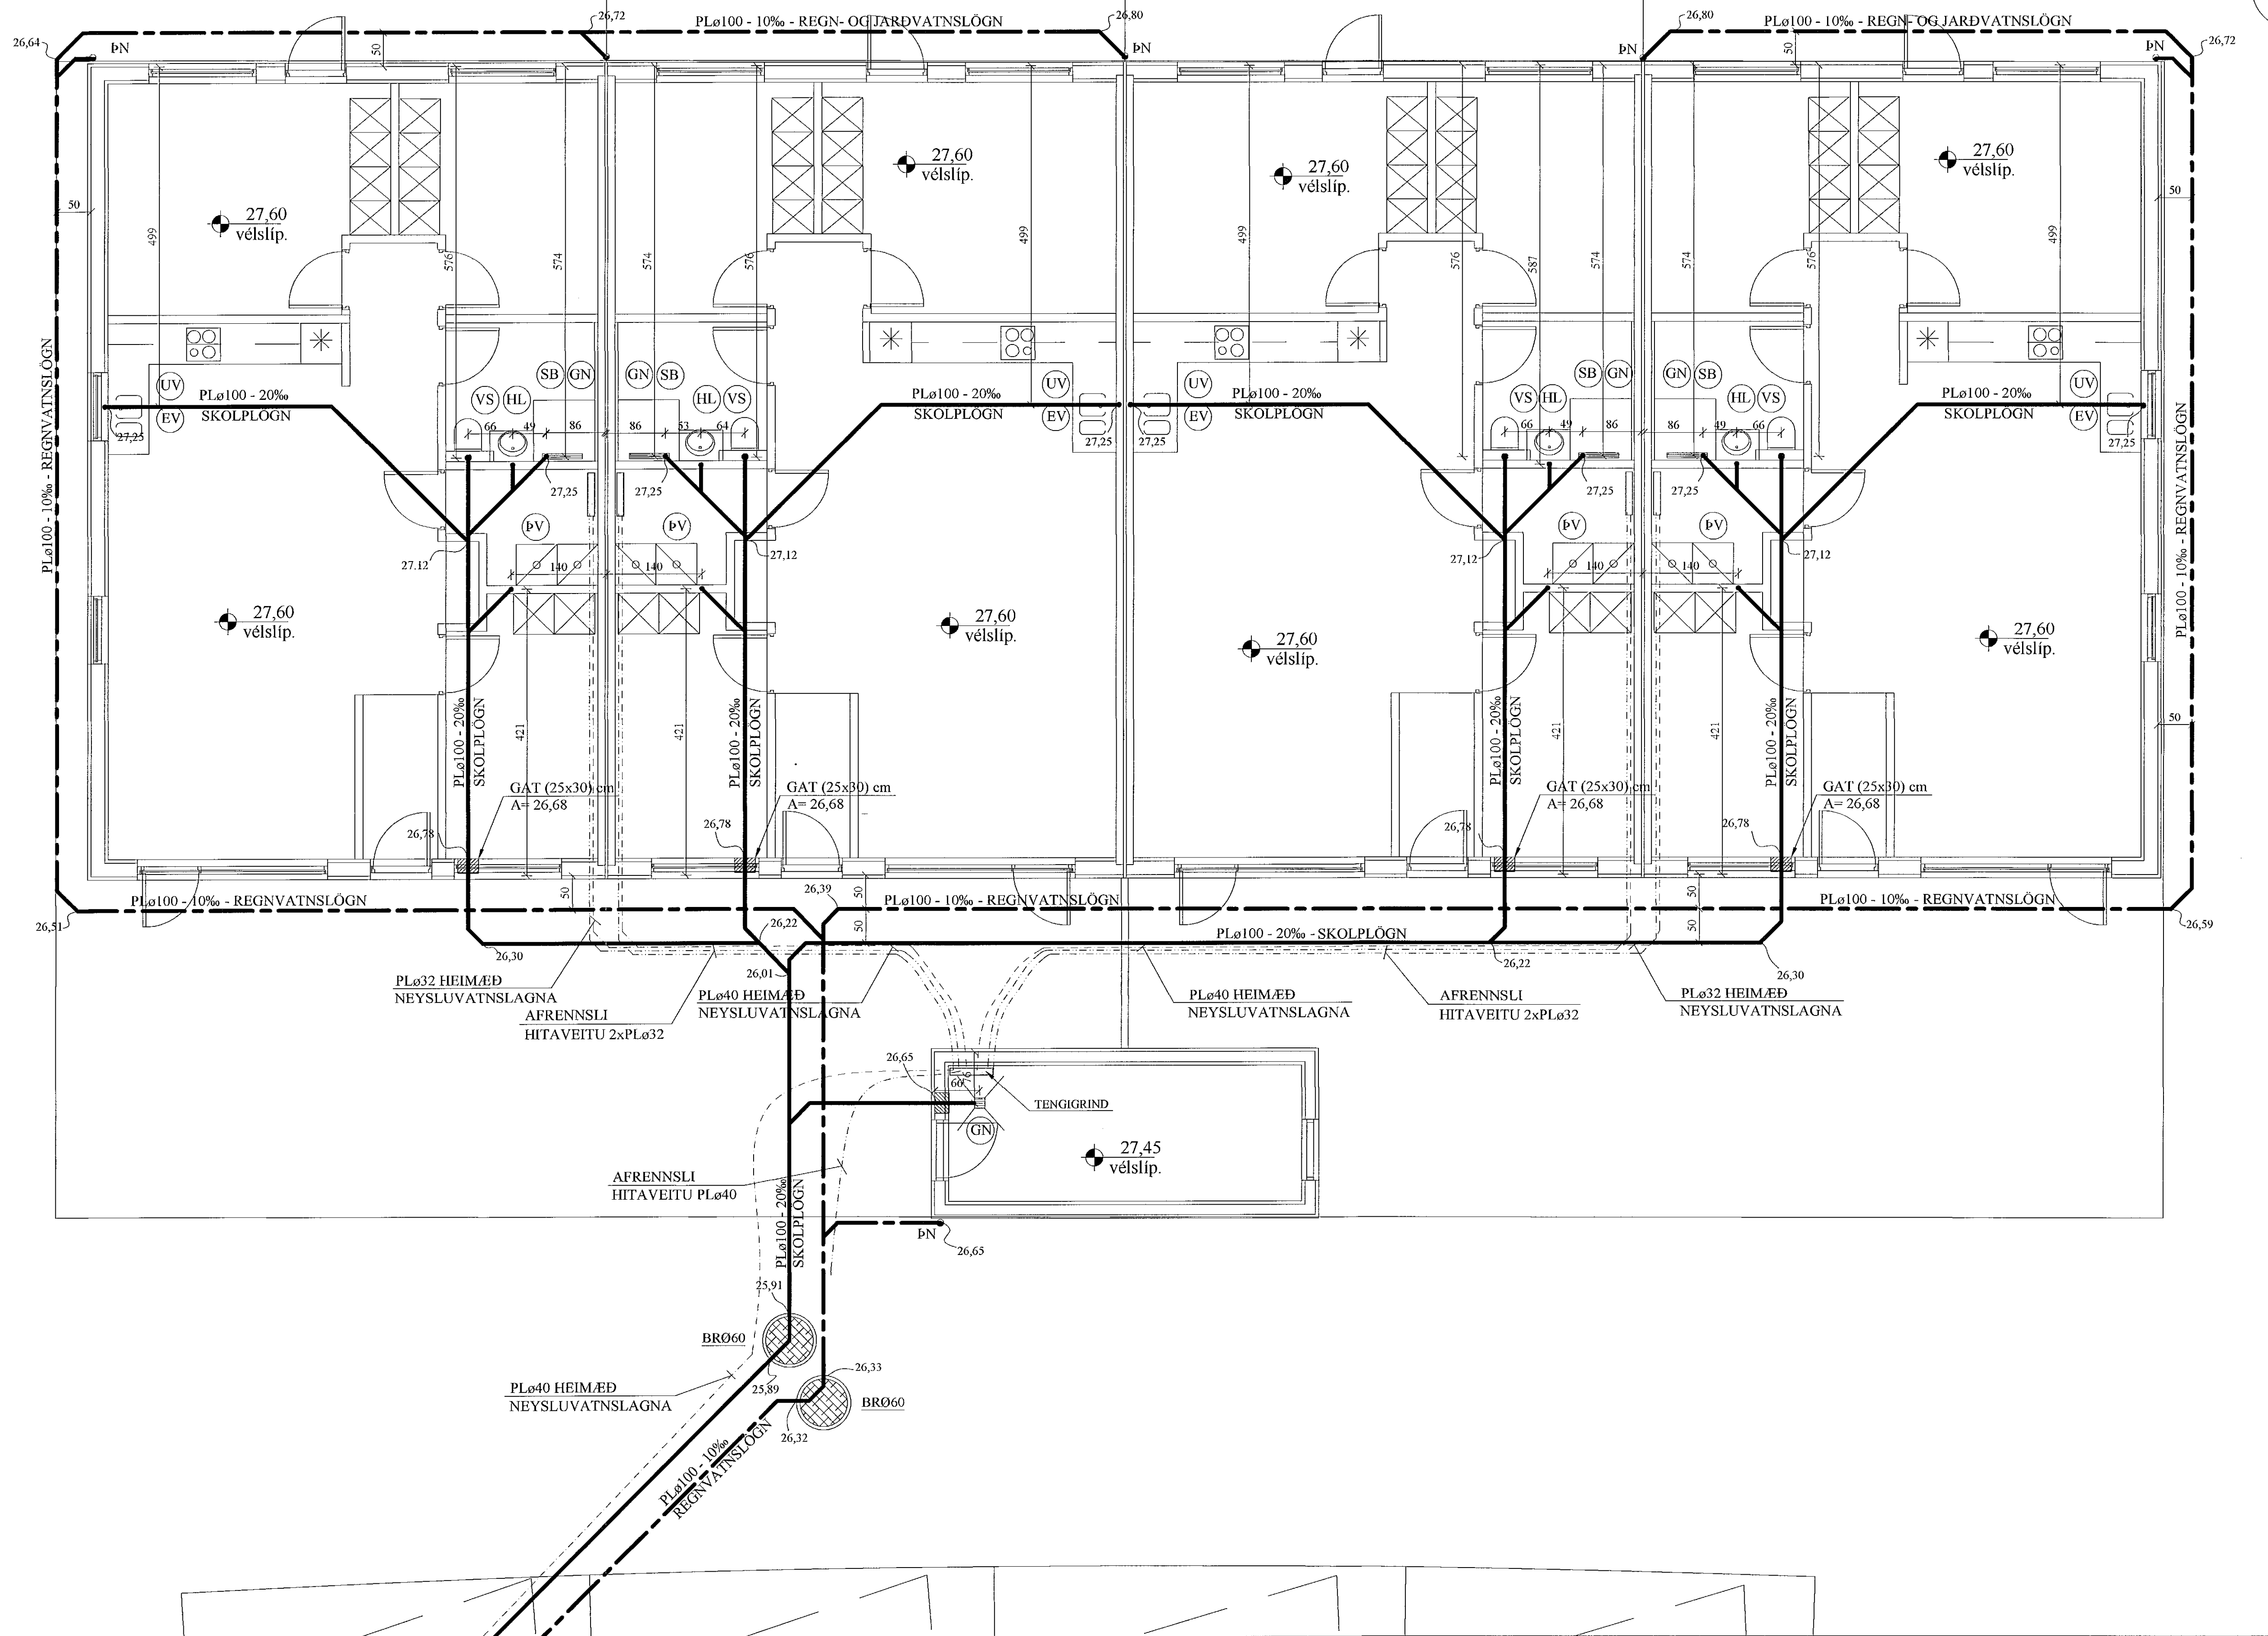 26,72
PLø100 - 10‰ - REGN- OG JARÐVATNSLÖGN
26,80
26,80
PLø100 - 10‰ - REGN- OG JARÐVATNSLÖGN
26,72
26,64
ÞN
50
ÞN
ÞN
50
ÞN
27,60
vélslíp.
27,60
vélslíp.
27,60
vélslíp.
27,60
vélslíp.
50
50
499
576
574
574
576
499
499
576
587
574
574
576
499
PLø100 - 10‰ - REGNVATNSLÖGN
PLø100 - 10‰ - REGNVATNSLÖGN
UV
EV
27,25
PLø100 - 20‰
SKOLPLÖGN
VS
HL
SB
GN
GN
SB
HL
VS
PLø100 - 20‰
SKOLPLÖGN
UV
EV
27,25
UV
EV
27,25
PLø100 - 20‰
SKOLPLÖGN
VS
HL
SB
GN
GN
SB
HL
VS
PLø100 - 20‰
SKOLPLÖGN
UV
EV
27,25
66
49
86
86
53
64
66
49
86
86
49
66
27,25
27,25
27,25
27,25
ÞV
ÞV
ÞV
ÞV
27.12
27,12
27,12
27,12
140
140
140
140
27,60
vélslíp.
27,60
vélslíp.
27,60
vélslíp.
27,60
vélslíp.
421
421
421
421
50
PLø100 - 20‰
SKOLPLÖGN
PLø100 - 20‰
SKOLPLÖGN
PLø100 - 20‰
SKOLPLÖGN
PLø100 - 20‰
SKOLPLÖGN
GAT (25x30) cm
A= 26,68
GAT (25x30) cm
A= 26,68
GAT (25x30) cm
A= 26,68
GAT (25x30) cm
A= 26,68
26,78
26,78
26,78
26,78
50
26,39
50
50
50
50
PLø100 - 10‰ - REGNVATNSLÖGN
PLø100 - 10‰ - REGNVATNSLÖGN
PLø100 - 10‰ - REGNVATNSLÖGN
26,51
26,59
26,22
PLø100 - 20‰ - SKOLPLÖGN
26,30
26,01
26,22
26,30
PLø32 HEIMÆÐ
NEYSLUVATNSLAGNA
AFRENNSLI
HITAVEITU 2xPLø32
PLø40 HEIMÆÐ
NEYSLUVATNSLAGNA
PLø40 HEIMÆÐ
NEYSLUVATNSLAGNA
AFRENNSLI
HITAVEITU 2xPLø32
PLø32 HEIMÆÐ
NEYSLUVATNSLAGNA
26,65
60
76
TENGIGRIND
GN
27,45
vélslíp.
AFRENNSLI
HITAVEITU PLø40
PLø100 - 20‰
SKOLPLÖGN
ÞN
26,65
25,91
BRØ60
26,33
25,89
BRØ60
26,32
PLø40 HEIMÆÐ
NEYSLUVATNSLAGNA
PLø100 - 10‰
REGNVATNSLÖGN